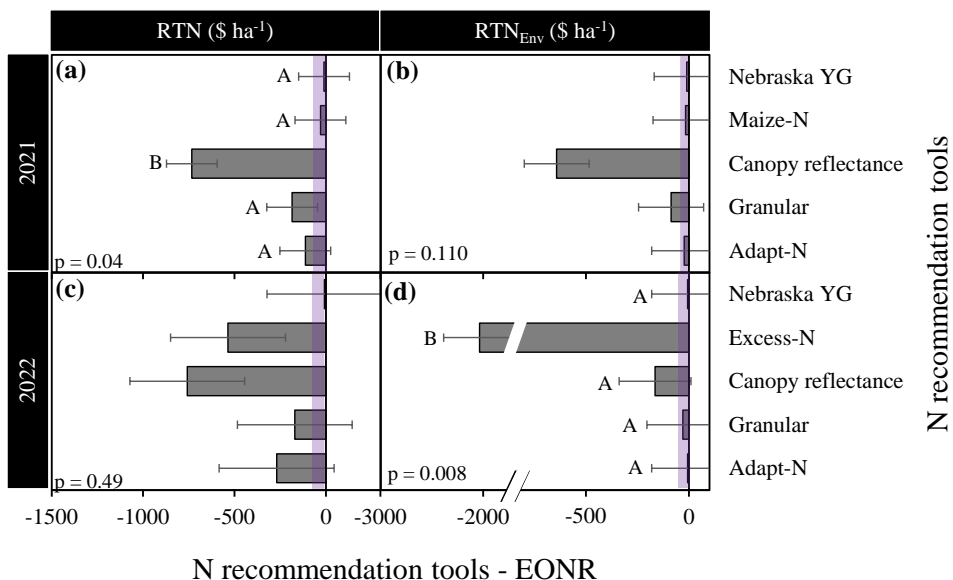 RTN ($ ha-1)
RTNEnv ($ ha-1)
2021
2022
(a)
A
A
B
A
A
p = 0.04
(b)
p = 0.110
Nebraska YG
Maize-N
Canopy reflectance
Granular
Adapt-N
(c)
p = 0.49
(d)
A
B
A
A
A
p = 0.008
Nebraska YG
Excess-N
Canopy reflectance
Granular
Adapt-N
N recommendation tools
-1500 -1000 -500 0 -3000 -2000 -500 0
N recommendation tools - EONR